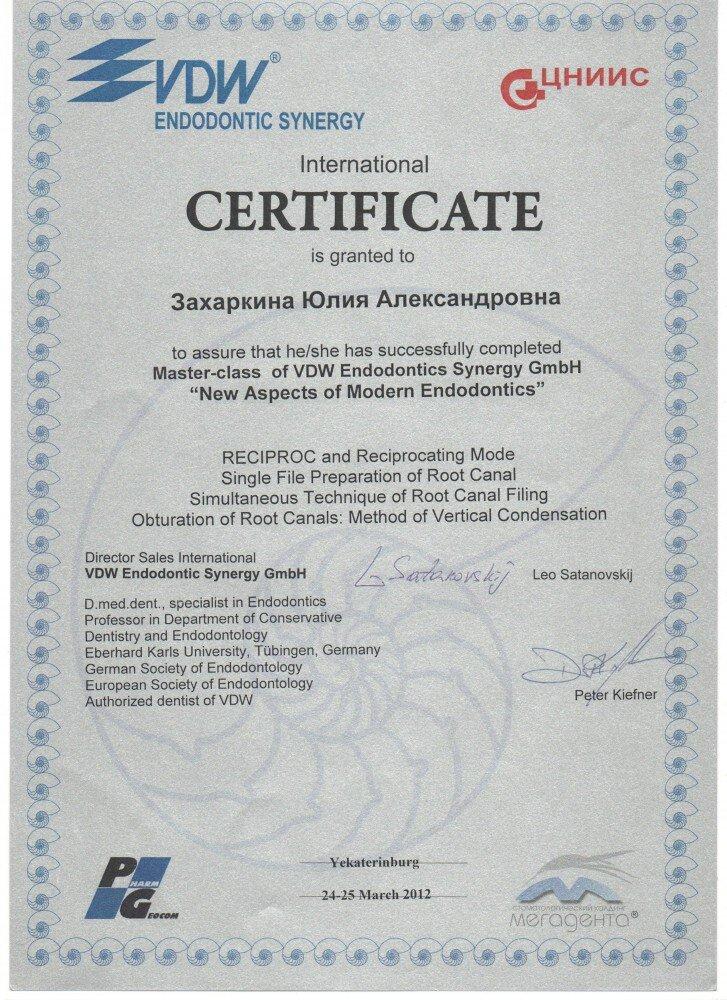 VDW®
ENDODONTIC SYNERGY
ЦНИИС
International
CERTIFICATE
is granted to
Захаркина Юлия Александровна
to assure that he/she has successfully completed
Master-class of VDW Endodontics Synergy GmbH
“New Aspects of Modern Endodontics”
RECIPROC and Reciprocating Mode
Single File Preparation of Root Canal
Simultaneous Technique of Root Canal Filing
Obturation of Root Canals: Method of Vertical Condensation
Director Sales International
VDW Endodontic Synergy GmbH
L Satanovskij
Leo Satanovskij
D.med.dent., specialist in Endodontics
Professor in Department of Conservative
Dentistry and Endodontology
Eberhard Karls University, Tübingen, Germany
German Society of Endodontology
European Society of Endodontology
Authorized dentist of VDW
Peter Kiefner
PHARM
GEOCOM
Yekaterinburg
24-25 March 2012
СТОМАТОЛОГИЧЕСКИЙ ХОЛДИНГ
мегадента®